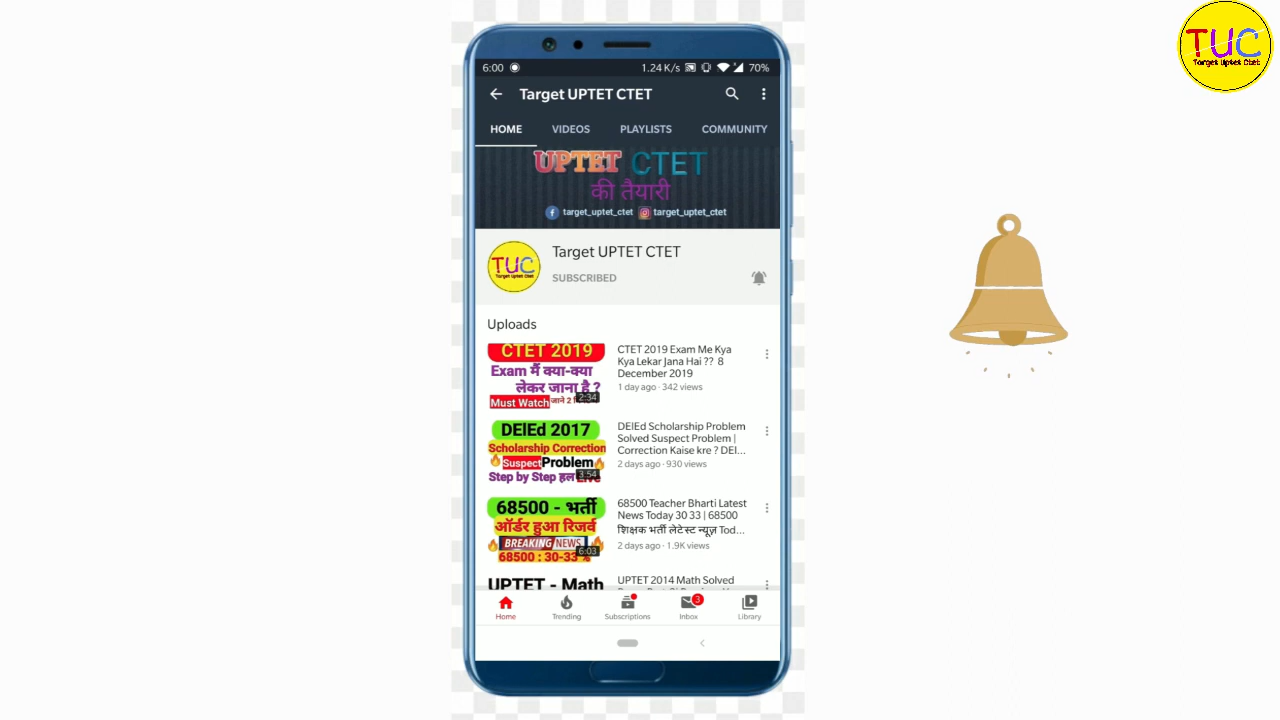 TUC
Target Uptet Ctet
6:00
1.24 K/s
70%
Target UPTET CTET
HOME VIDEOS PLAYLISTS COMMUNITY
UPTET CTET
की तैयारी
target_uptet_ctet target_uptet_ctet
TUC
Target Uptet Ctet
Target UPTET CTET
SUBSCRIBED
Uploads
CTET 2019
Exam मैं क्या-क्या
लेकर जाना है ?
Must Watch जाने 2
2:34
CTET 2019 Exam Me Kya
Kya Lekar Jana Hai ?? 8
December 2019
1 day ago · 342 views
DElEd 2017
Scholarship Correction
Suspect Problem
Step by Step हल
3:54
DElEd Scholarship Problem
Solved Suspect Problem |
Correction Kaise kre ? DEl...
2 days ago · 930 views
68500 - भर्ती
ऑर्डर हुआ रिजर्व
BREAKING NEWS
68500 : 30-33 %
6:03
68500 Teacher Bharti Latest
News Today 30 33 | 68500
शिक्षक भर्ती लेटेस्ट न्यूज़ Tod...
2 days ago · 1.9K views
UPTET - Math
UPTET 2014 Math Solved
Home Trending Subscriptions Inbox Library
3